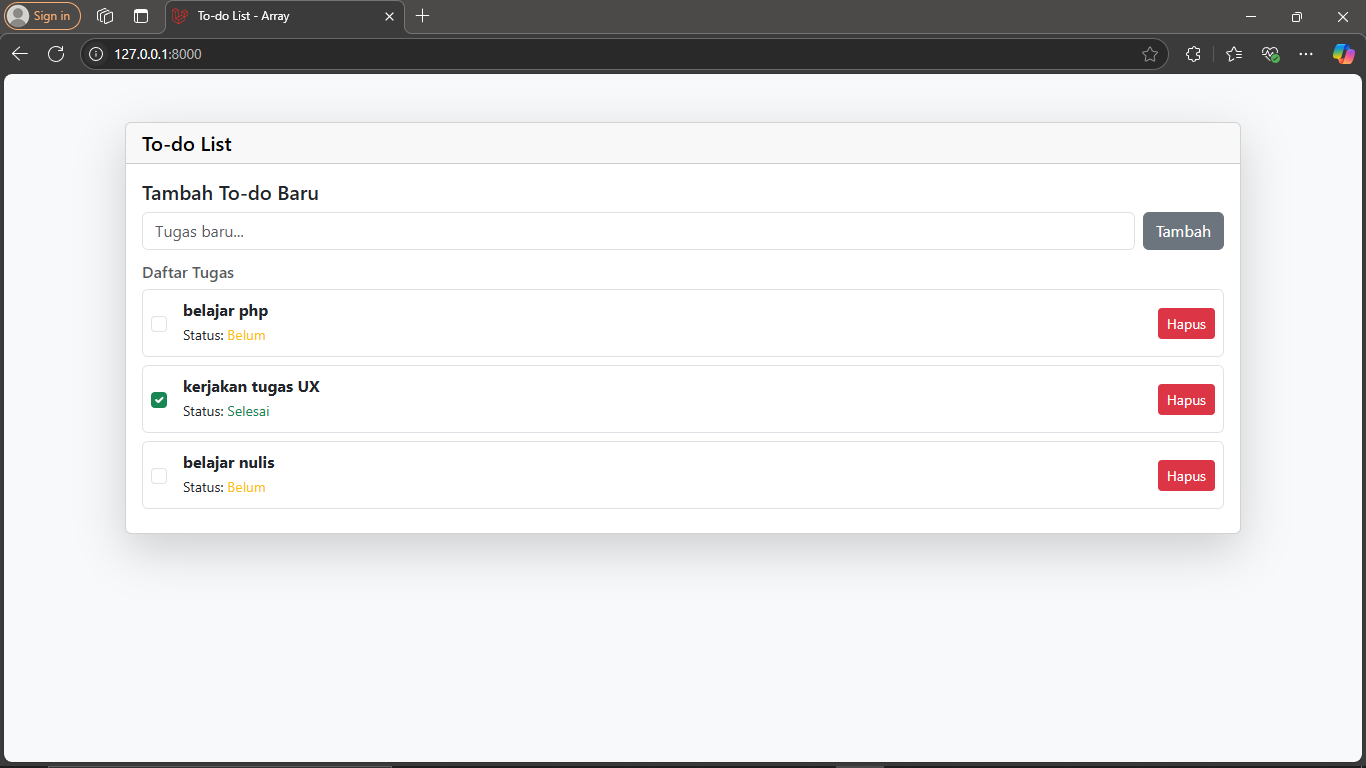 Sign in
To-do List - Array
127.0.0.1:8000
To-do List
Tambah To-do Baru
Tugas baru...
Tambah
Daftar Tugas
belajar php
Status: Belum
Hapus
kerjakan tugas UX
Status: Selesai
Hapus
belajar nulis
Status: Belum
Hapus